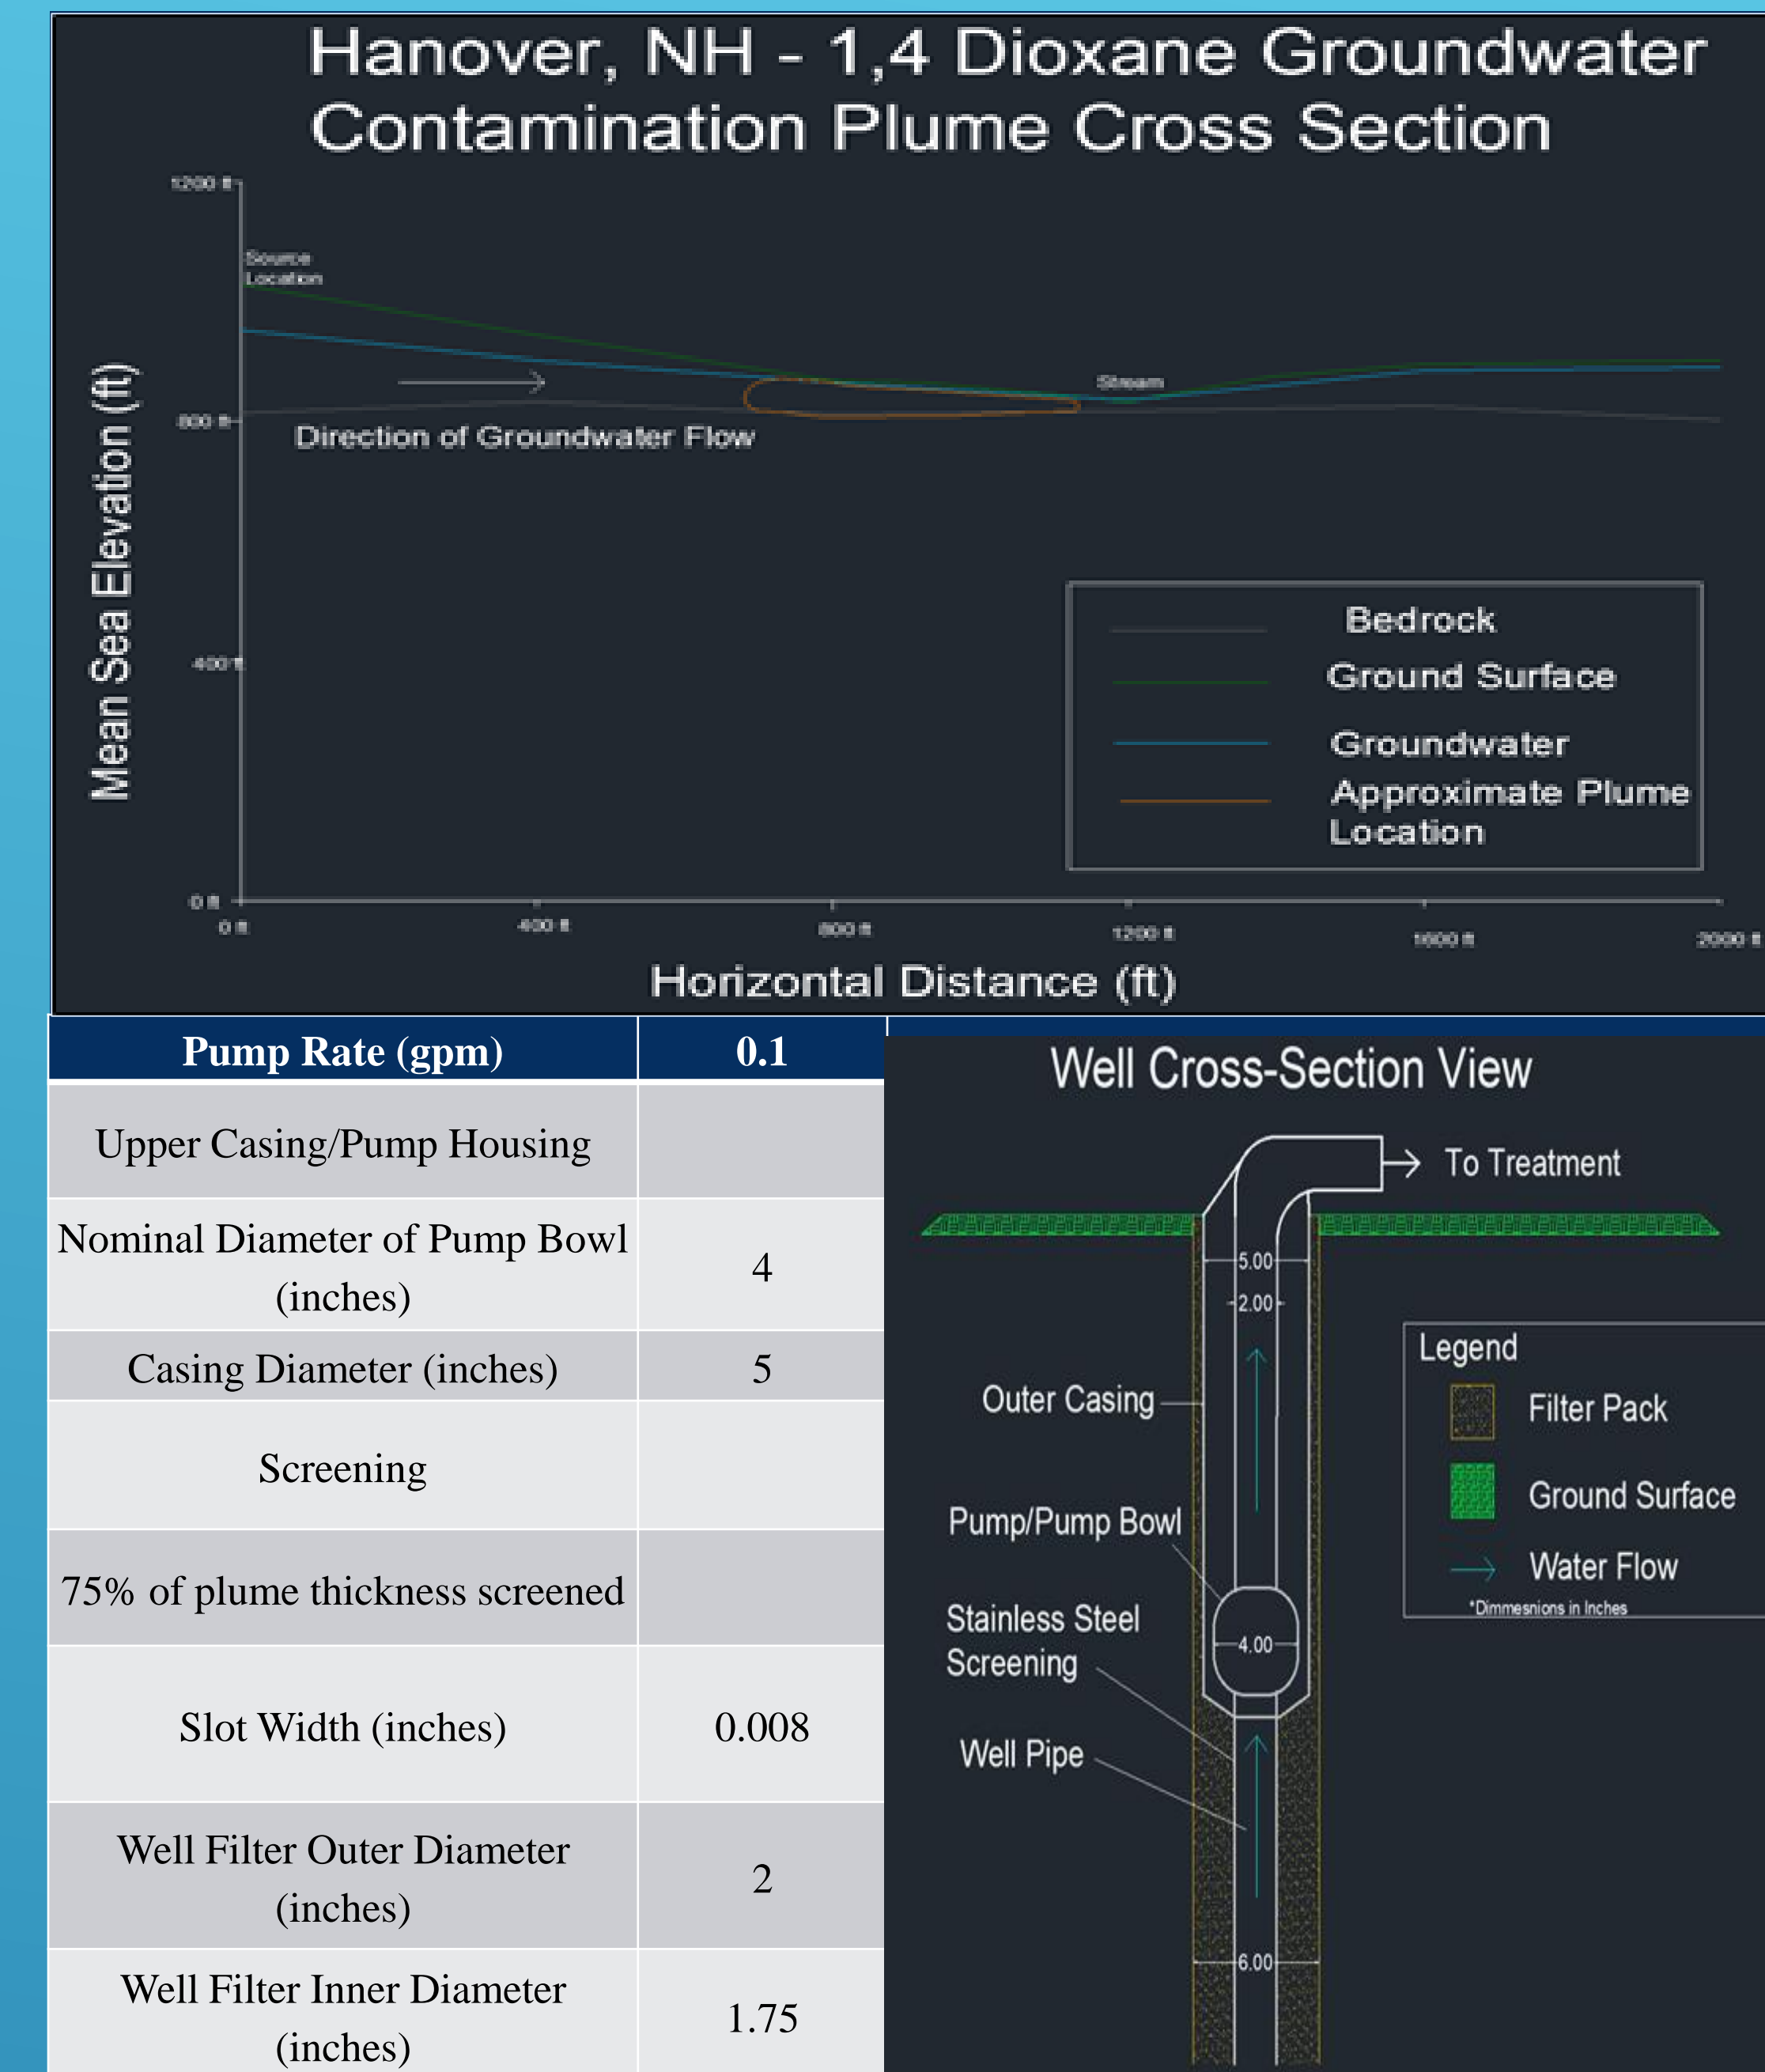 Hanover, NH - 1,4 Dioxane Groundwater
Contamination Plume Cross Section
1200 ft
Source
Location
Stream
800 ft
Direction of Groundwater Flow
Mean Sea Elevation (ft)
Bedrock
400 ft
Ground Surface
Groundwater
Approximate Plume
Location
0 ft
0 ft
400 ft
800 ft
1200 ft
1600 ft
2000 ft
Horizontal Distance (ft)
Pump Rate (gpm) 0.1
Upper Casing/Pump Housing
Nominal Diameter of Pump Bowl
(inches)
4
Casing Diameter (inches) 5
Screening
75% of plume thickness screened
Slot Width (inches) 0.008
Well Filter Outer Diameter
(inches)
2
Well Filter Inner Diameter
(inches)
1.75
Well Cross-Section View
To Treatment
5.00
2.00
Outer Casing
Pump/Pump Bowl
Stainless Steel
Screening
4.00
Well Pipe
6.00
Legend
Filter Pack
Ground Surface
Water Flow
*Dimmesnions in Inches